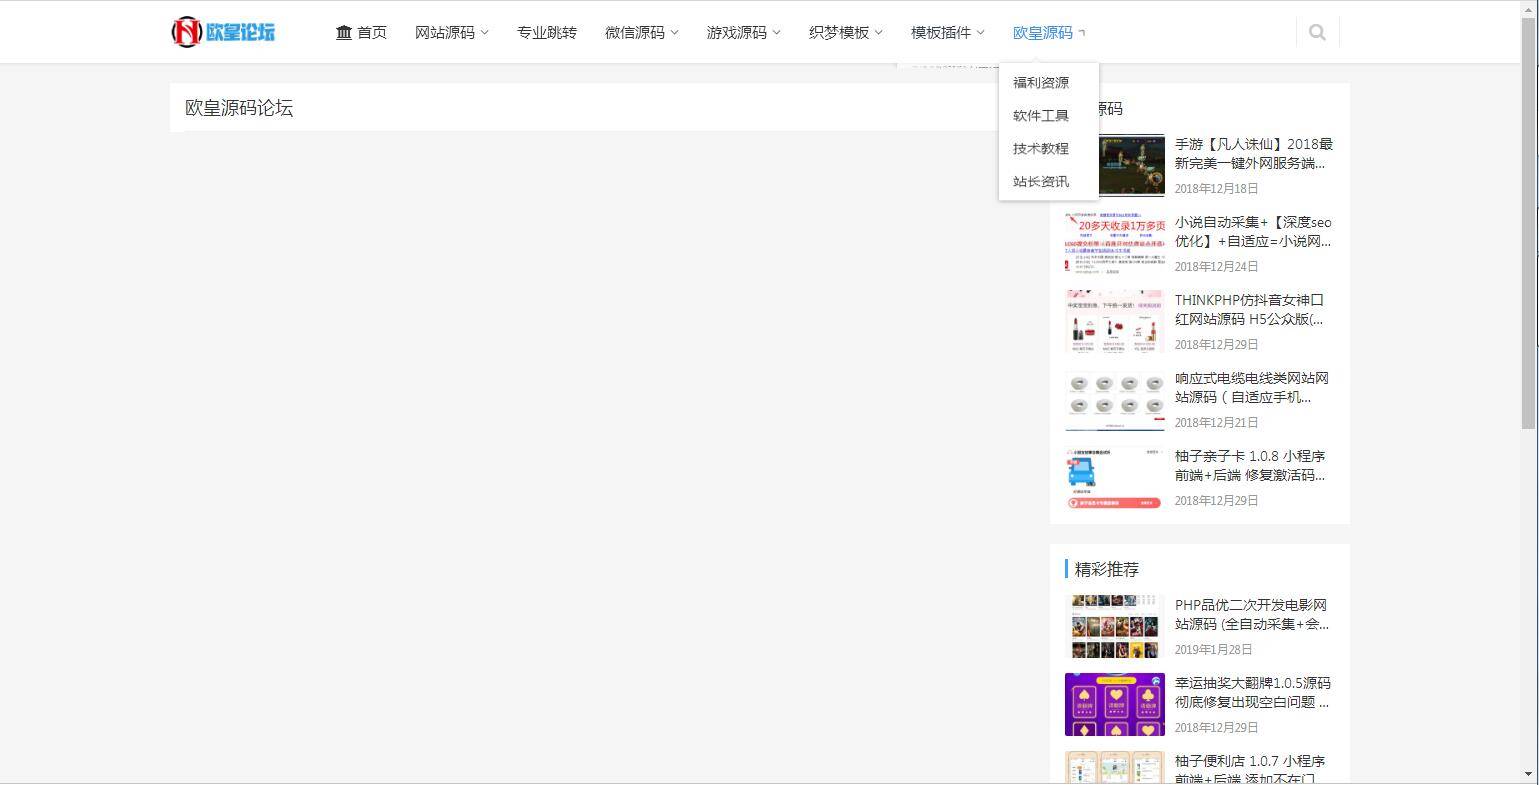 欧皇论坛
首页
网站源码
专业跳转
微信源码
游戏源码
织梦模板
模板插件
欧皇源码
福利资源
软件工具
技术教程
站长资讯
欧皇源码论坛
源码
手游【凡人诛仙】2018最
新完美一键外网服务端...
2018年12月18日
20多天收录1万多页
小说自动采集+【深度seo
优化】+自适应=小说网...
2018年12月24日
THINKPHP仿抖音女神口
红网站源码 H5公众版(...
2018年12月29日
响应式电缆电线类网站网
站源码（自适应手机...
2018年12月21日
柚子亲子卡 1.0.8 小程序
前端+后端 修复激活码...
2018年12月29日
精彩推荐
PHP品优二次开发电影网
站源码 (全自动采集+会...
2019年1月28日
请翻牌
请翻牌
请翻牌
幸运抽奖大翻牌1.0.5源码
彻底修复出现空白问题 ...
2018年12月29日
柚子便利店 1.0.7 小程序
前端+后端 添加不在门